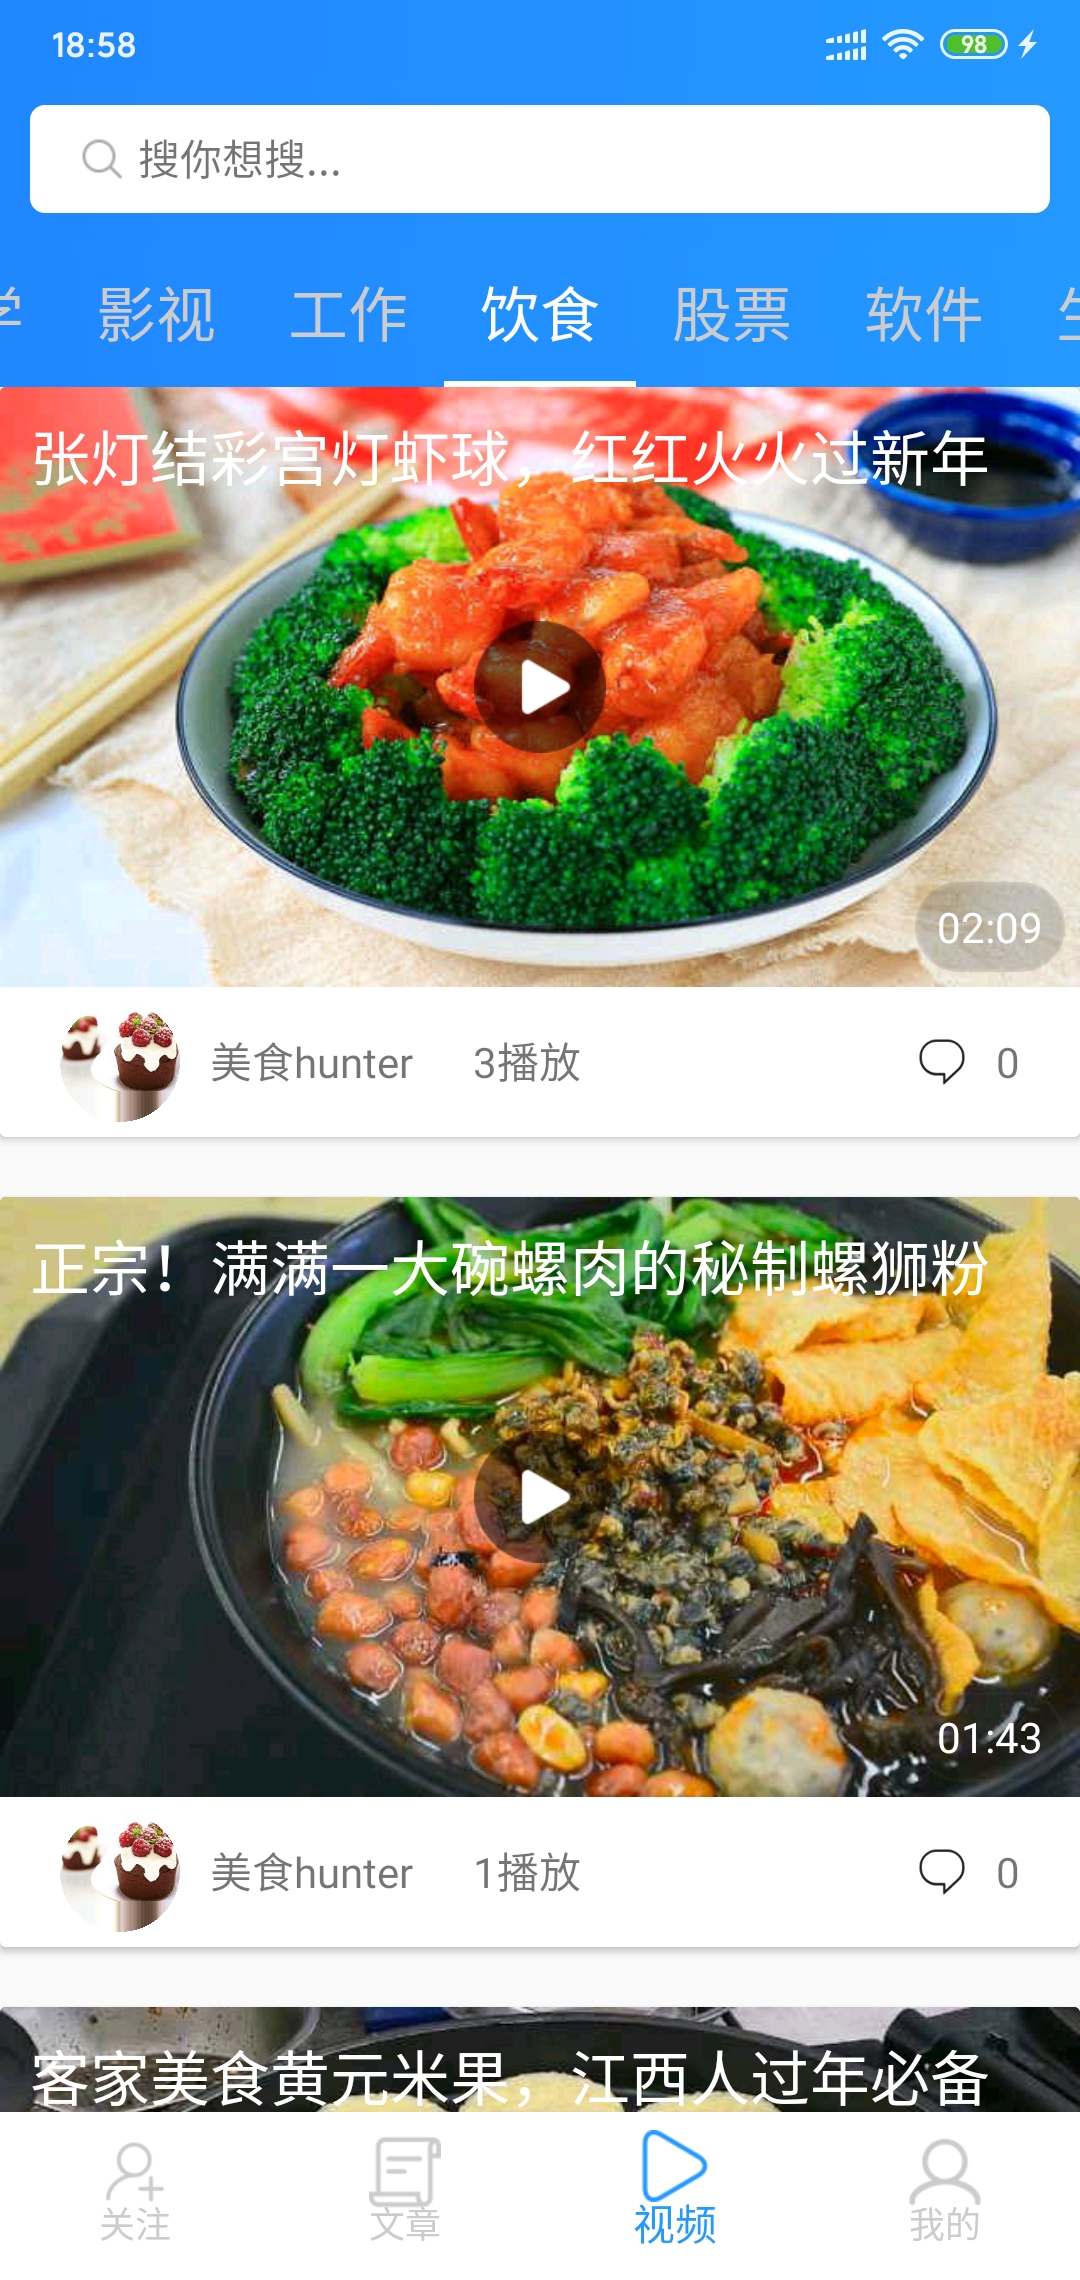 18:58
98
搜你想搜...
影视 工作 饮食 股票 软件
张灯结彩宫灯虾球，红红火火过新年
02:09
美食hunter 3播放 0
正宗！满满一大碗螺肉的秘制螺狮粉
01:43
美食hunter 1播放 0
客家美食黄元米果，江西人过年必备
关注 文章 视频 我的